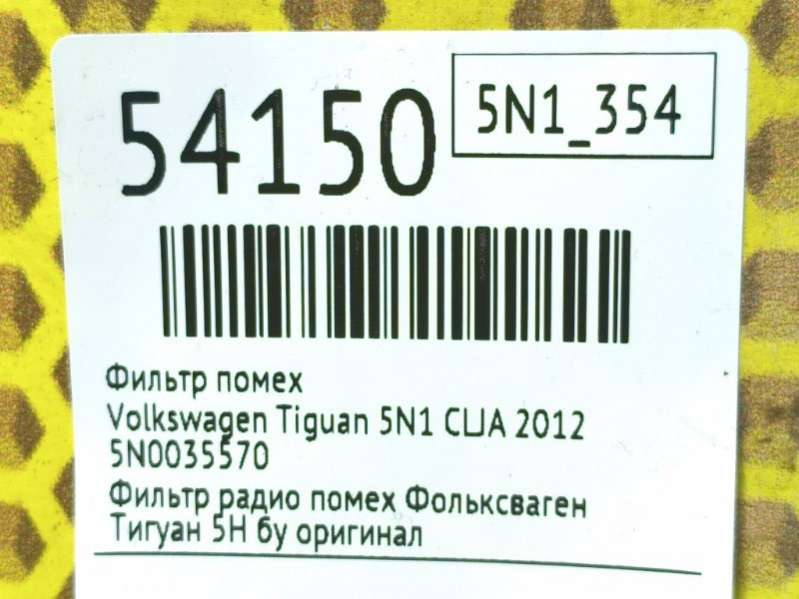 54150
5N1_354
Фильтр помех
Volkswagen Tiguan 5N1 CLJA 2012
5N0035570
Фильтр радио помех Фольксваген
Тигуан 5Н бу оригинал